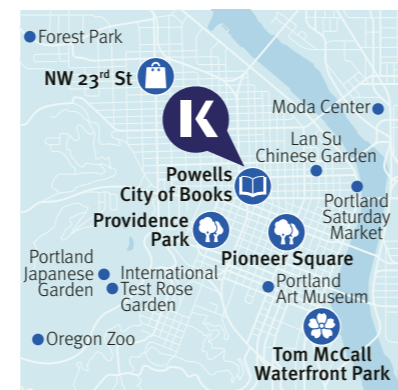 Forest Park
NW 23rd St
K
Moda Center
Lan Su
Chinese Garden
Powells
City of Books
Portland
Saturday
Market
Providence
Park
Pioneer Square
Portland
Japanese
Garden
International
Test Rose
Garden
Portland
Art Museum
Oregon Zoo
Tom McCall
Waterfront Park